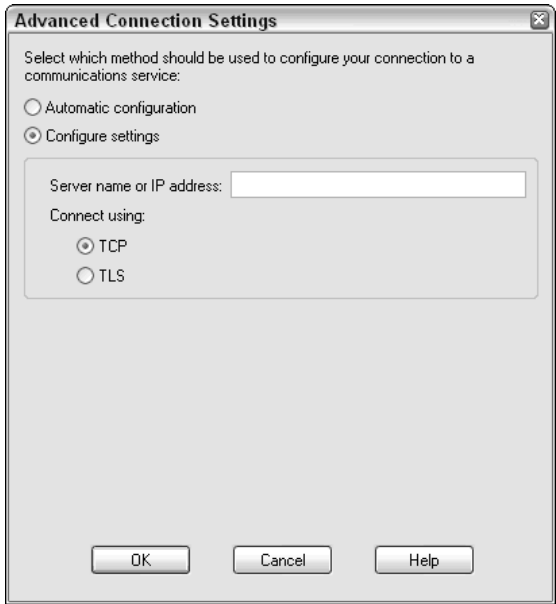 Advanced Connection Settings
Select which method should be used to configure your connection to a
communications service:
Automatic configuration
Configure settings
Server name or IP address:
Connect using:
TCP
TLS
OK Cancel Help